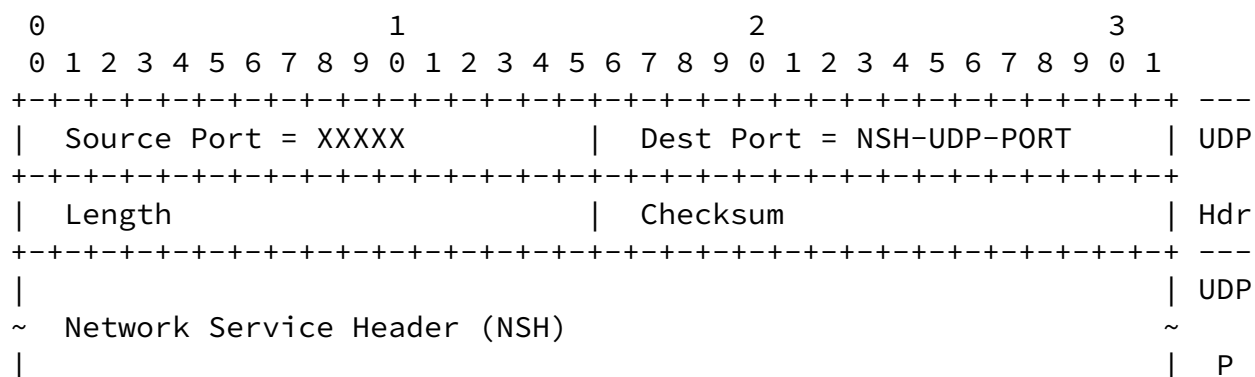 0                   1                   2                   3
 0 1 2 3 4 5 6 7 8 9 0 1 2 3 4 5 6 7 8 9 0 1 2 3 4 5 6 7 8 9 0 1
+-+-+-+-+-+-+-+-+-+-+-+-+-+-+-+-+-+-+-+-+-+-+-+-+-+-+-+-+-+-+-+-+ ---
|  Source Port = XXXXX          |  Dest Port = NSH-UDP-PORT     | UDP
+-+-+-+-+-+-+-+-+-+-+-+-+-+-+-+-+-+-+-+-+-+-+-+-+-+-+-+-+-+-+-+-+
|  Length                       |  Checksum                     | Hdr
+-+-+-+-+-+-+-+-+-+-+-+-+-+-+-+-+-+-+-+-+-+-+-+-+-+-+-+-+-+-+-+-+ ---
|                                                               | UDP
~  Network Service Header (NSH)                                 ~
|                                                               |  P